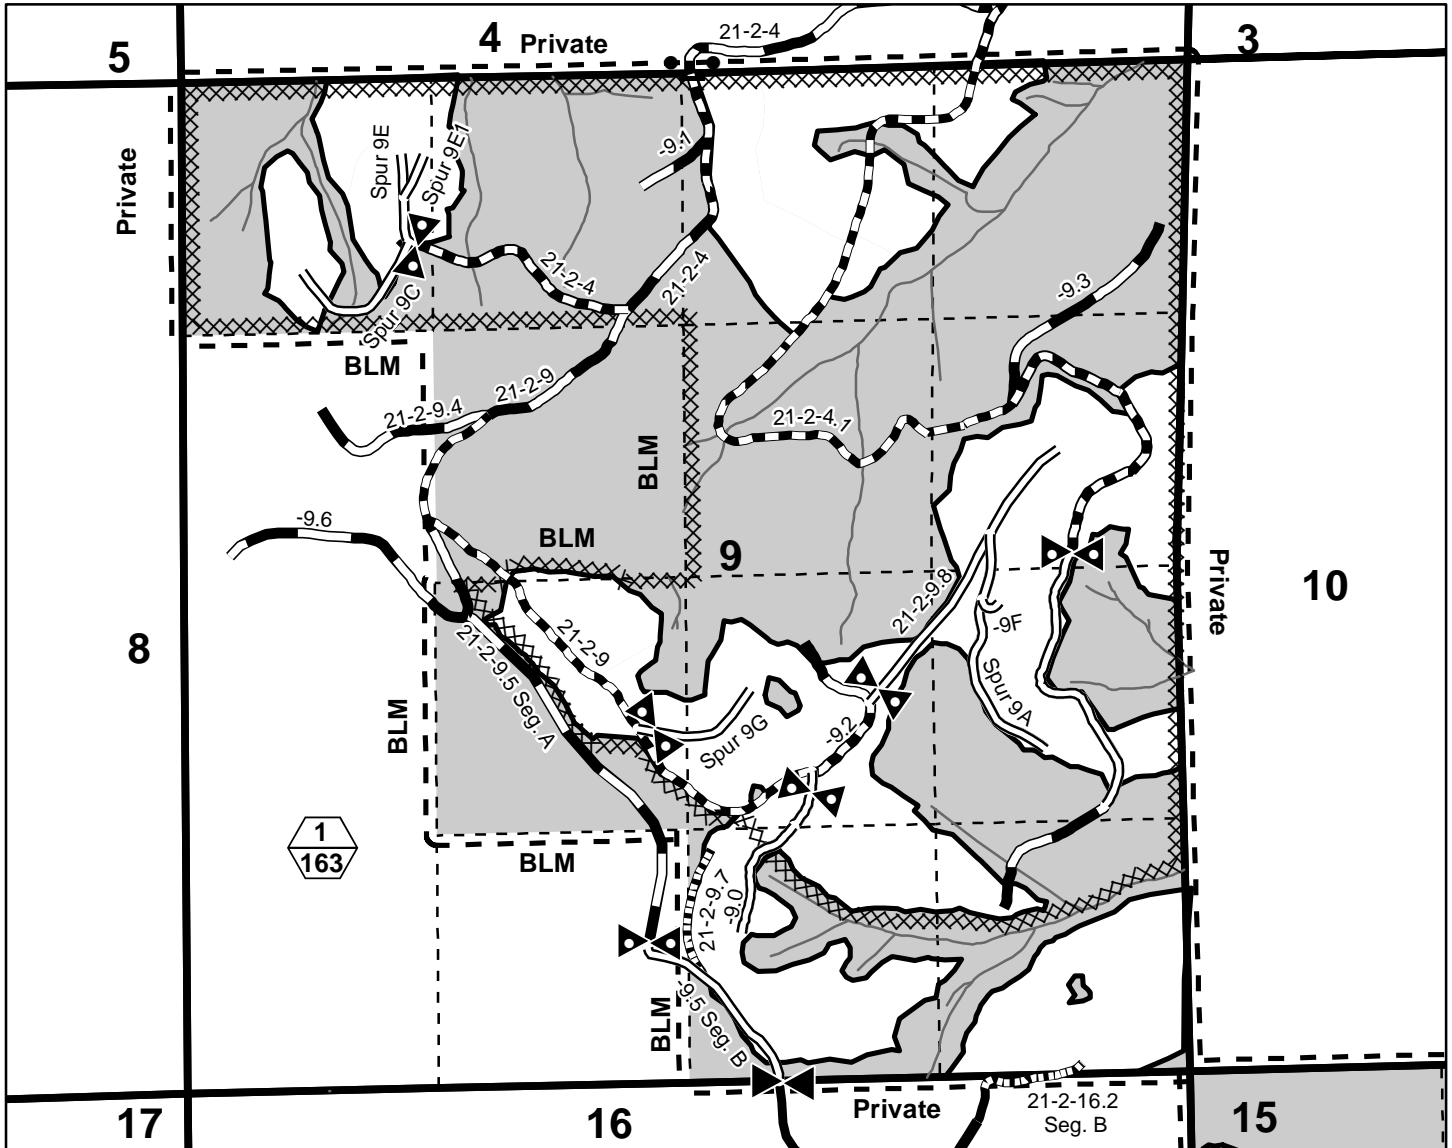 21-2-4
5
4 Private
3
Private
Spur 9E
Spur 9E1
-9.1
21-2-4
21-2-4
-9.3
Spur 9C
BLM
21-2-9
21-2-9.4
21-2-4.1
BLM
-9.6
BLM
9
Private
10
21-2-9.8
-9F
8
21-2-9
21-2-9.5 Seg. A
Spur 9A
BLM
Spur 9G
-9.2
1
163
BLM
21-2-9.7
-9.0
-9.5 Seg. B
BLM
17
16
Private
21-2-16.2
Seg. B
15